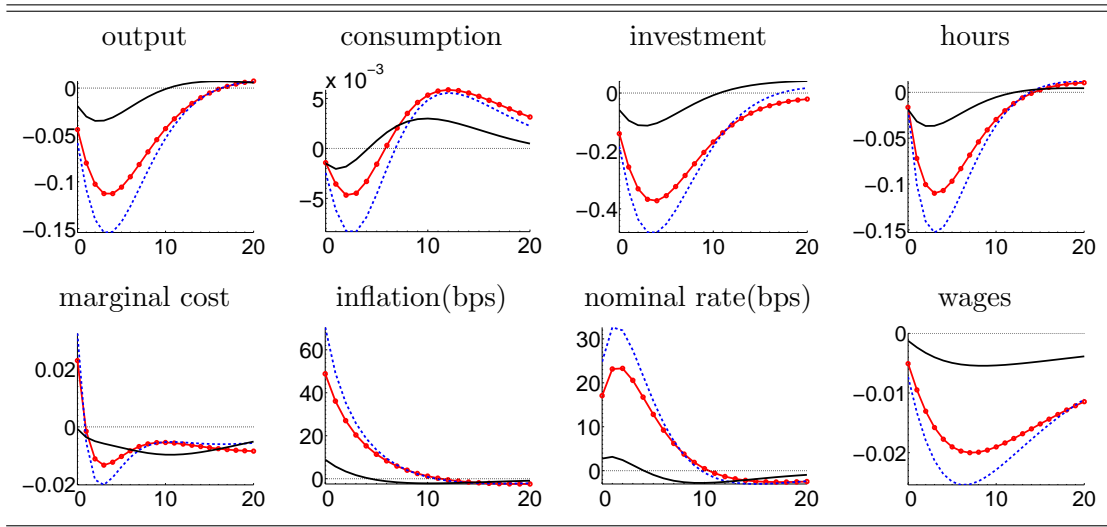 output consumption investment hours
x 10⁻³
0 −0.05 −0.1 −0.15 0 10 20
5 0 −5 0 10 20
0 −0.2 −0.4 0 10 20
0 −0.05 −0.1 −0.15 0 10 20
marginal cost inflation(bps) nominal rate(bps) wages
0.02 0 −0.02 0 10 20
60 40 20 0 0 10 20
30 20 10 0 0 10 20
0 −0.01 −0.02 0 10 20